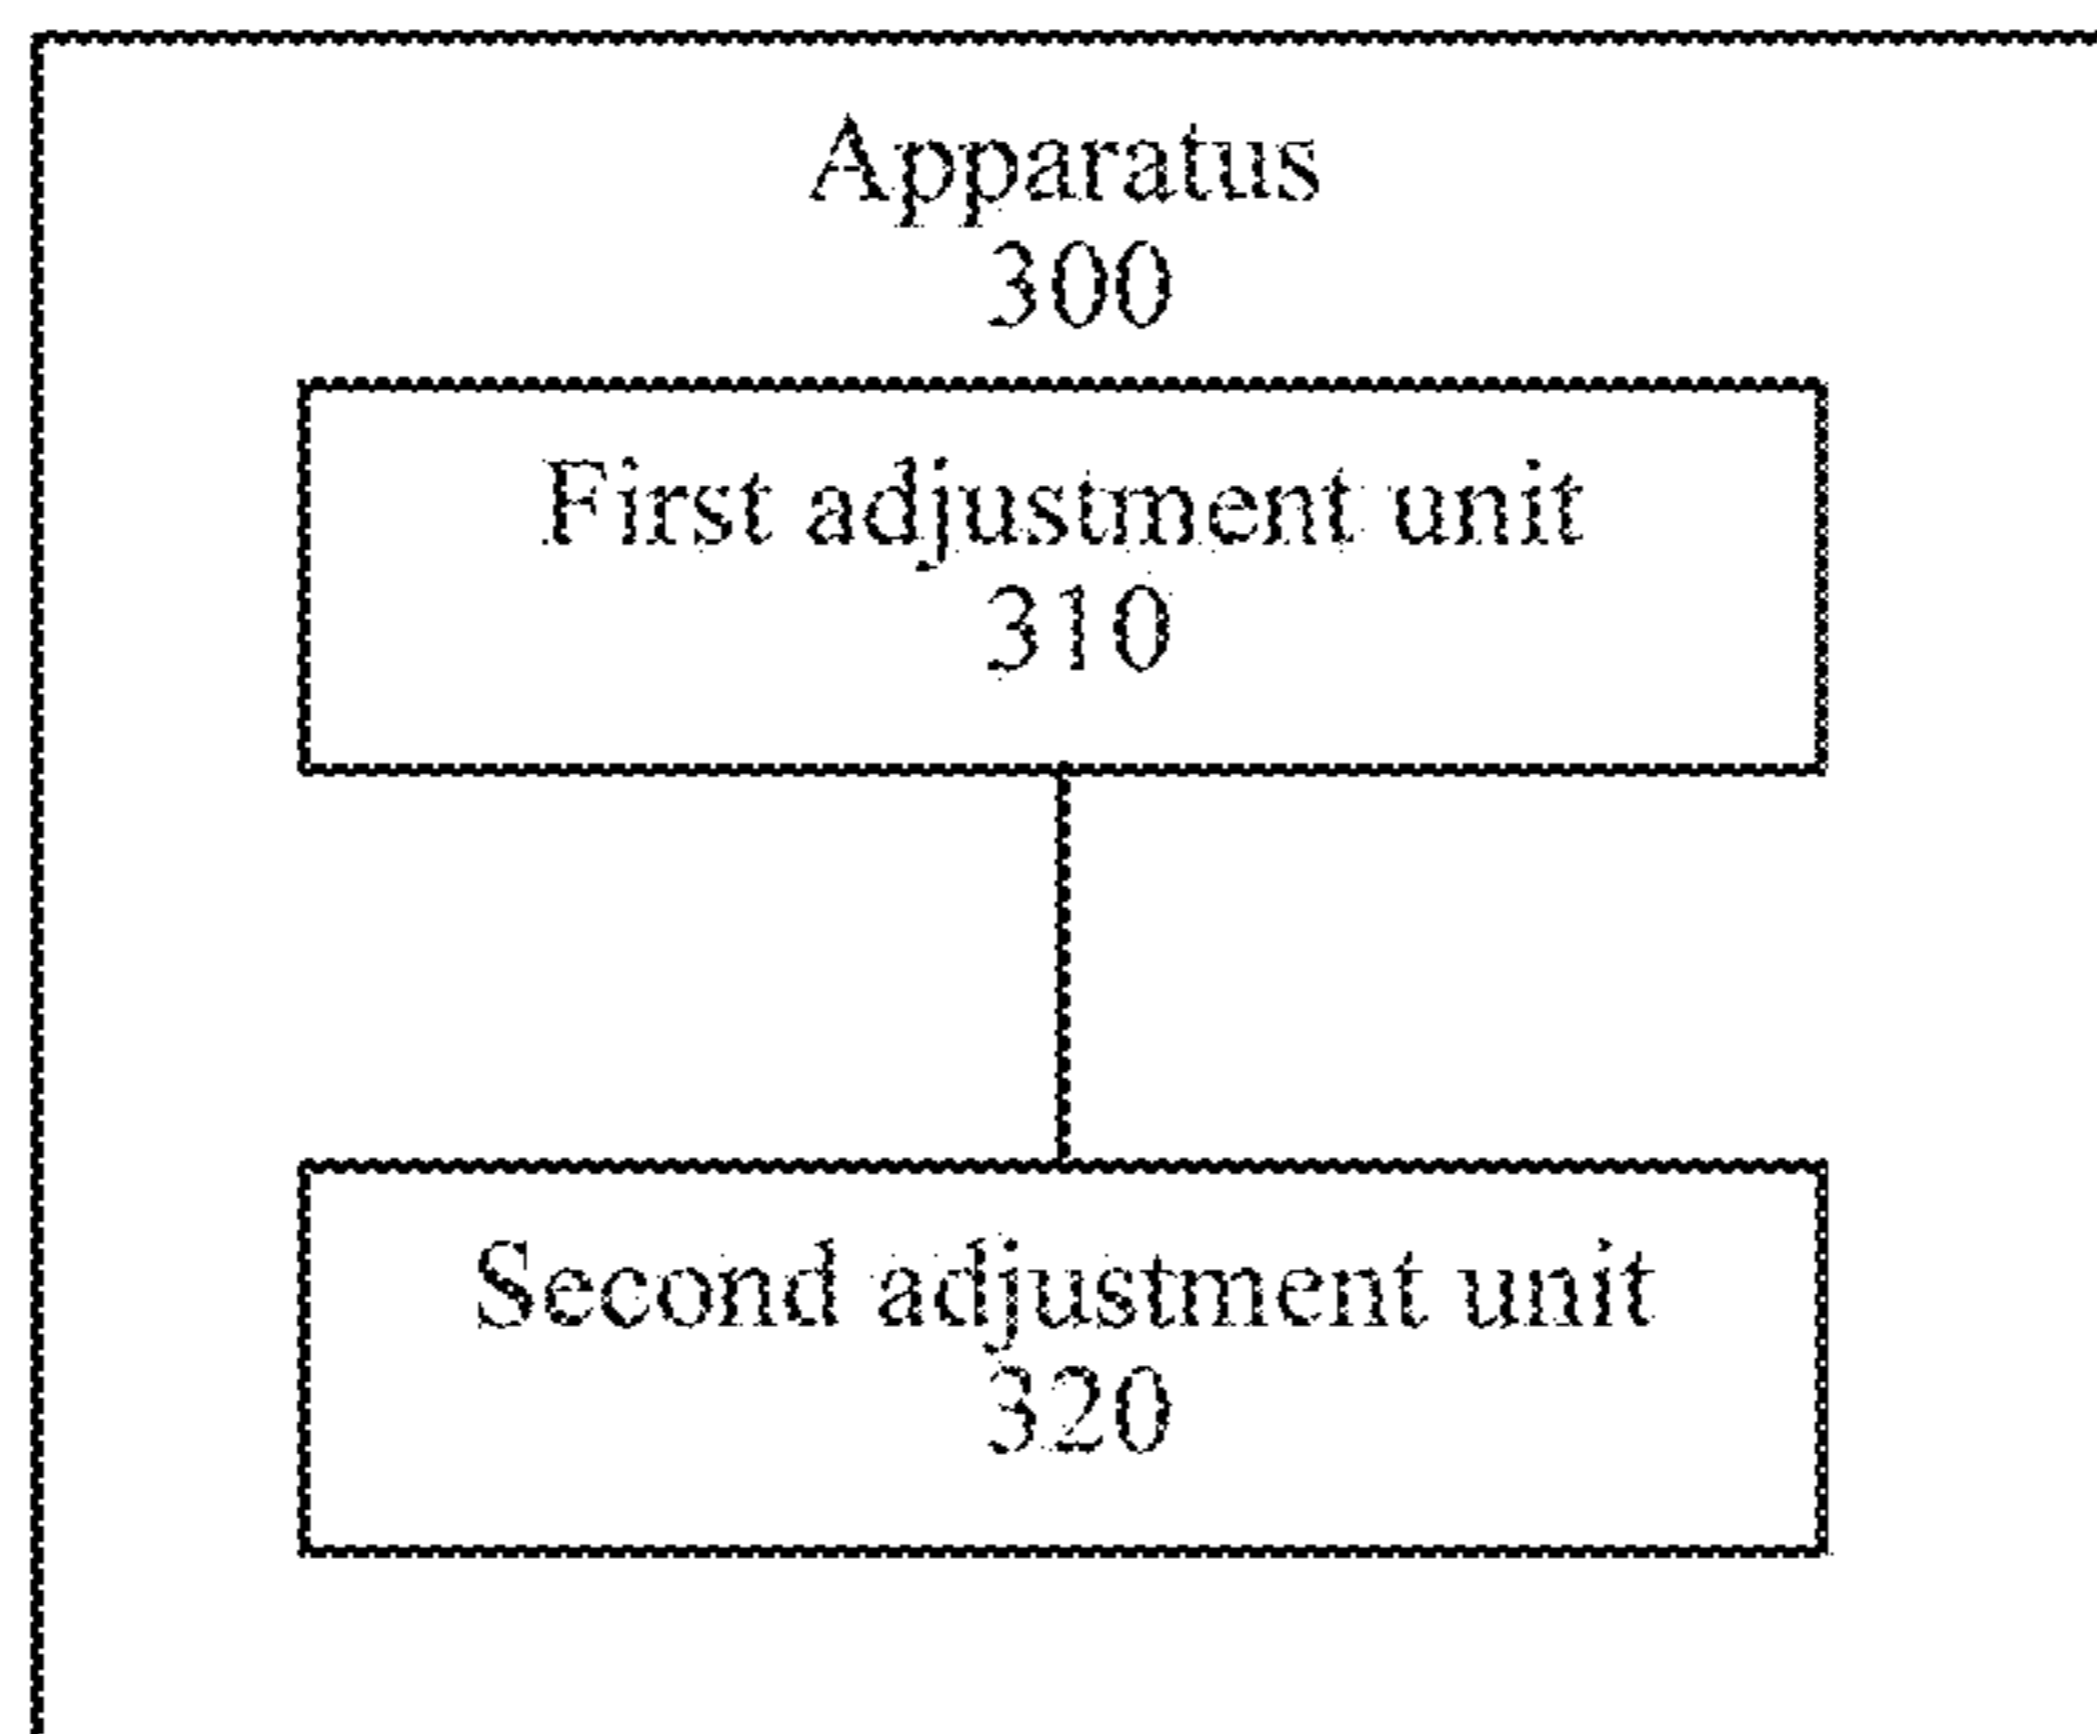 Apparatus
300
First adjustment unit
310
Second adjustment unit
320